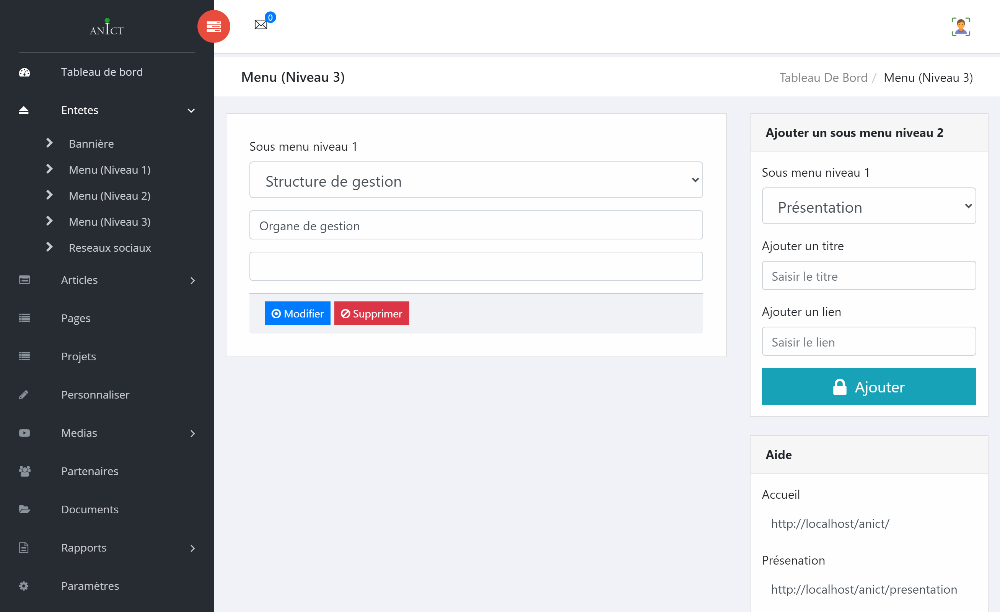 ANICT
0
Tableau de bord
Entetes
Bannière
Menu (Niveau 1)
Menu (Niveau 2)
Menu (Niveau 3)
Reseaux sociaux
Articles
Pages
Projets
Personnaliser
Medias
Partenaires
Documents
Rapports
Paramètres
Menu (Niveau 3)
Tableau De Bord / Menu (Niveau 3)
Sous menu niveau 1
Structure de gestion
Organe de gestion
Modifier
Supprimer
Ajouter un sous menu niveau 2
Sous menu niveau 1
Présentation
Ajouter un titre
Saisir le titre
Ajouter un lien
Saisir le lien
Ajouter
Aide
Accueil
http://localhost/anict/
Présenation
http://localhost/anict/presentation